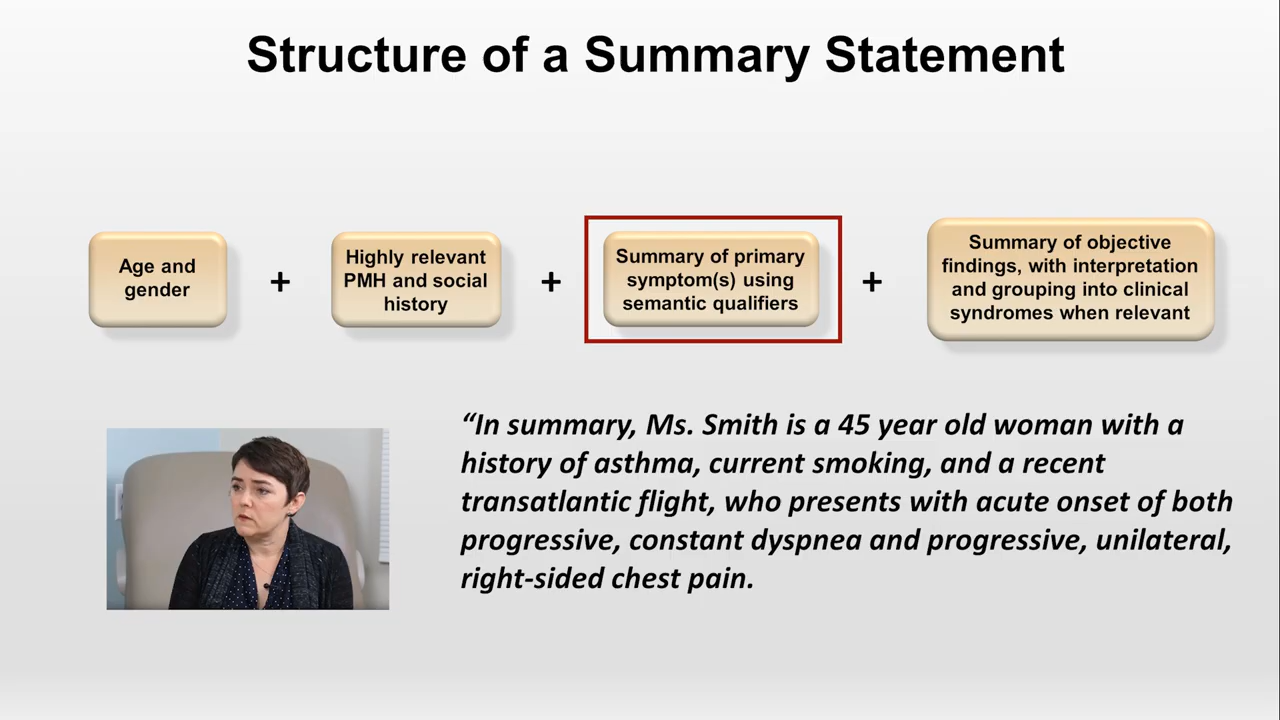 Structure of a Summary Statement
Age and
gender
+
Highly relevant
PMH and social
history
+
Summary of primary
symptom(s) using
semantic qualifiers
+
Summary of objective
findings, with interpretation
and grouping into clinical
syndromes when relevant
“In summary, Ms. Smith is a 45 year old woman with a
history of asthma, current smoking, and a recent
transatlantic flight, who presents with acute onset of both
progressive, constant dyspnea and progressive, unilateral,
right-sided chest pain.